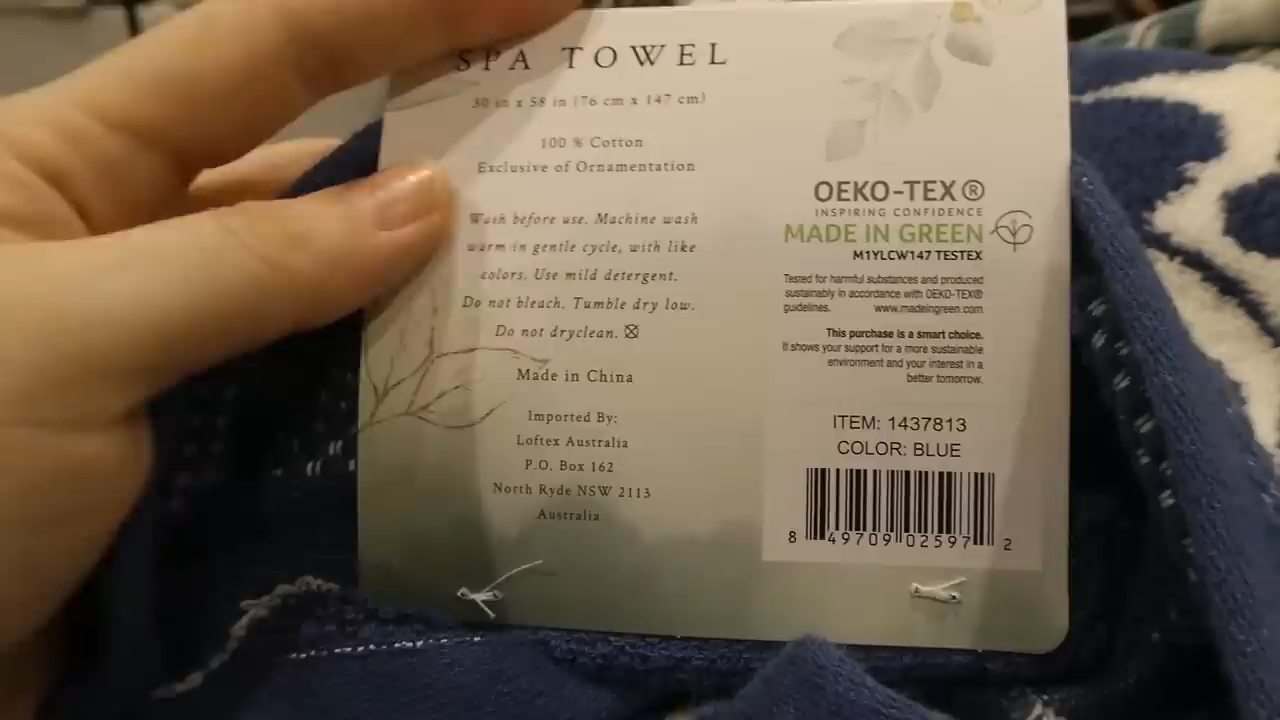 SPA TOWEL
30 in x 58 in (76 cm x 147 cm)
100 % Cotton
Exclusive of Ornamentation
Wash before use. Machine wash
warm in gentle cycle, with like
colors. Use mild detergent.
Do not bleach. Tumble dry low.
Do not dryclean.
Made in China
Imported By:
Loftex Australia
P.O. Box 162
North Ryde NSW 2113
Australia
OEKO-TEX®
INSPIRING CONFIDENCE
MADE IN GREEN
M1YLCW147 TESTEX
Tested for harmful substances and produced
sustainably in accordance with OEKO-TEX®
guidelines. www.madeingreen.com
This purchase is a smart choice.
It shows your support for a more sustainable
environment and your interest in a
better tomorrow.
ITEM: 1437813
COLOR: BLUE
8 49709 02597 2